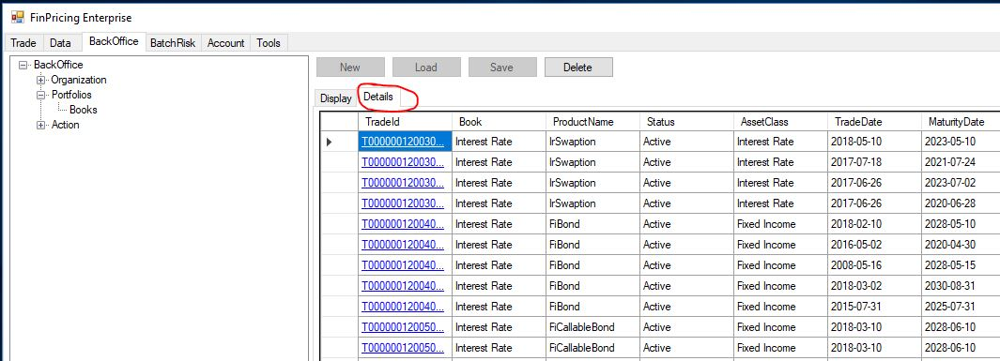 FinPricing Enterprise
Trade Data BackOffice BatchRisk Account Tools
BackOffice
Organization
Portfolios
Books
Action
New Load Save Delete
Display Details
TradeId Book ProductName Status AssetClass TradeDate MaturityDate
T000000120030... Interest Rate IrSwaption Active Interest Rate 2018-05-10 2023-05-10
T000000120030... Interest Rate IrSwaption Active Interest Rate 2017-07-18 2021-07-24
T000000120030... Interest Rate IrSwaption Active Interest Rate 2017-06-26 2023-07-02
T000000120030... Interest Rate IrSwaption Active Interest Rate 2017-06-26 2020-06-28
T000000120040... Interest Rate FiBond Active Fixed Income 2018-02-10 2028-05-10
T000000120040... Interest Rate FiBond Active Fixed Income 2016-05-02 2020-04-30
T000000120040... Interest Rate FiBond Active Fixed Income 2008-05-16 2028-05-15
T000000120040... Interest Rate FiBond Active Fixed Income 2018-03-02 2030-08-31
T000000120040... Interest Rate FiBond Active Fixed Income 2015-07-31 2025-07-31
T000000120050... Interest Rate FiCallableBond Active Fixed Income 2018-03-10 2028-06-10
T000000120050... Interest Rate FiCallableBond Active Fixed Income 2018-03-10 2028-06-10